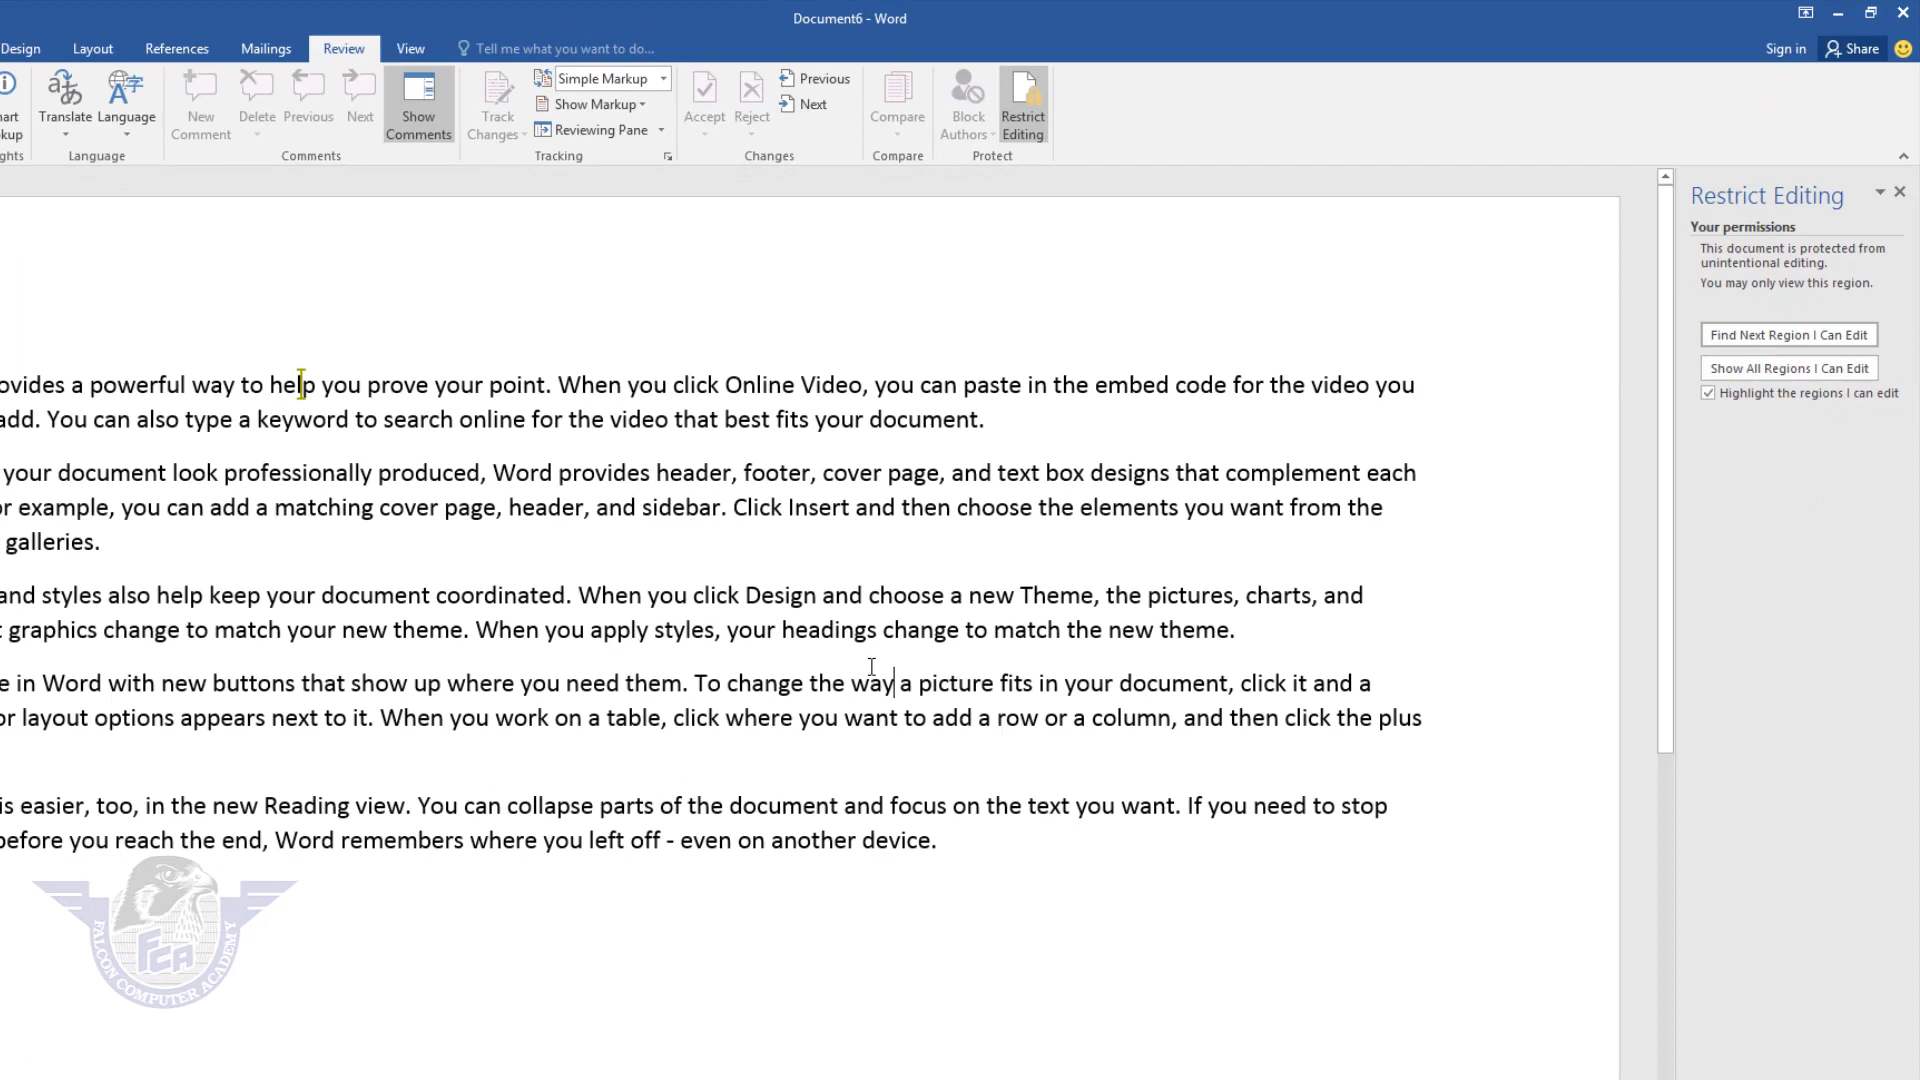 Document6 - Word
Design Layout References Mailings Review View Tell me what you want to do... Sign in Share
Translate Language New Comment Delete Previous Next Show Comments Track Changes Simple Markup Show Markup Reviewing Pane Accept Reject Previous Next Compare Block Authors Restrict Editing
Language Comments Tracking Changes Compare Protect
Restrict Editing
Your permissions
This document is protected from
unintentional editing.
You may only view this region.
Find Next Region I Can Edit
Show All Regions I Can Edit
Highlight the regions I can edit
ovides a powerful way to help you prove your point. When you click Online Video, you can paste in the embed code for the video you
add. You can also type a keyword to search online for the video that best fits your document.
your document look professionally produced, Word provides header, footer, cover page, and text box designs that complement each
or example, you can add a matching cover page, header, and sidebar. Click Insert and then choose the elements you want from the
galleries.
and styles also help keep your document coordinated. When you click Design and choose a new Theme, the pictures, charts, and
t graphics change to match your new theme. When you apply styles, your headings change to match the new theme.
e in Word with new buttons that show up where you need them. To change the way a picture fits in your document, click it and a
or layout options appears next to it. When you work on a table, click where you want to add a row or a column, and then click the plus
is easier, too, in the new Reading view. You can collapse parts of the document and focus on the text you want. If you need to stop
before you reach the end, Word remembers where you left off - even on another device.
FALCON COMPUTER ACADEMY
FCA